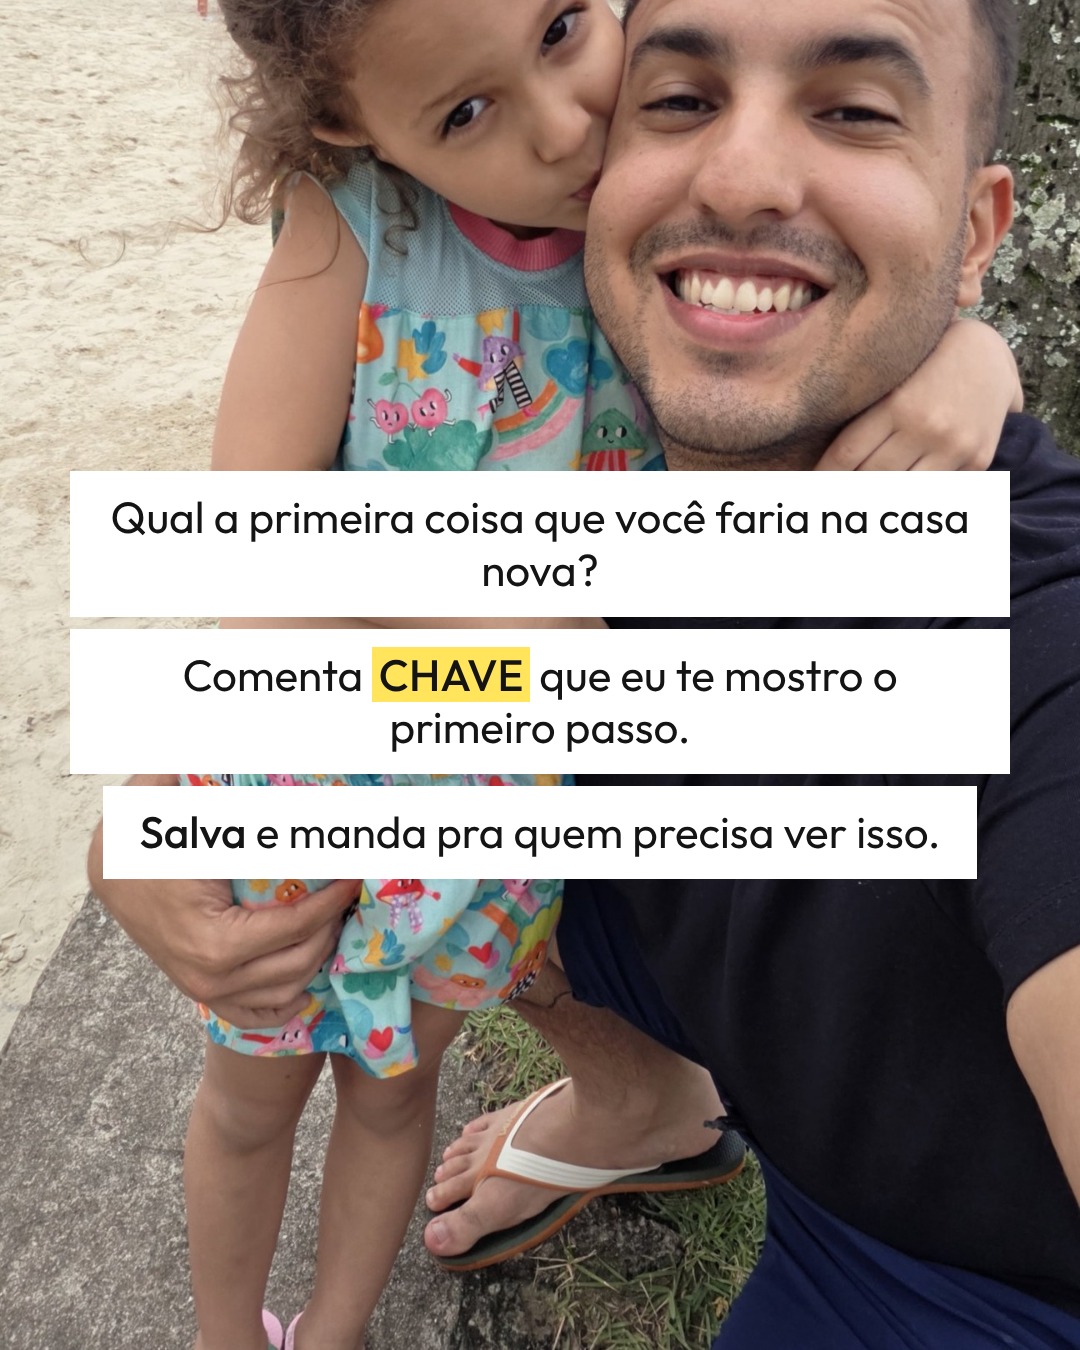 Qual a primeira coisa que você faria na casa
nova?
Comenta CHAVE que eu te mostro o
primeiro passo.
Salva e manda pra quem precisa ver isso.